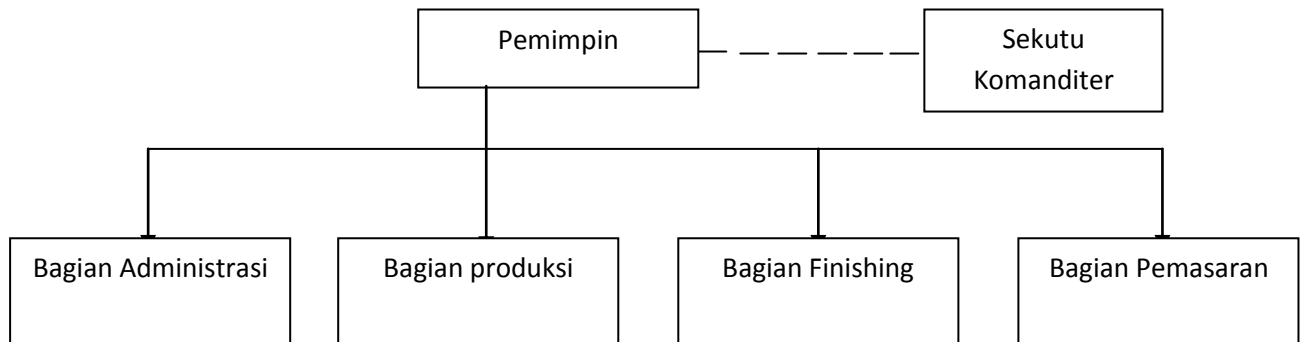 Pemimpin
Sekutu
Komanditer
Bagian Administrasi
Bagian produksi
Bagian Finishing
Bagian Pemasaran